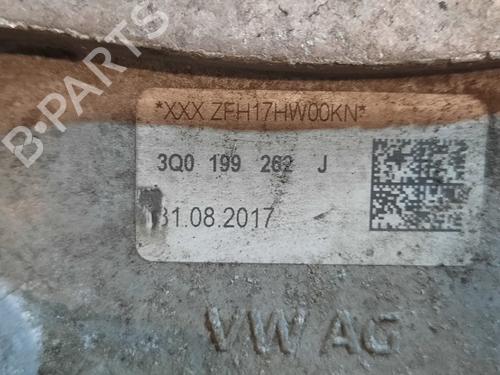 B-PARTS
*XXX ZFH17HW00KN*
3Q0 199 262 J
31.08.2017
VW AG